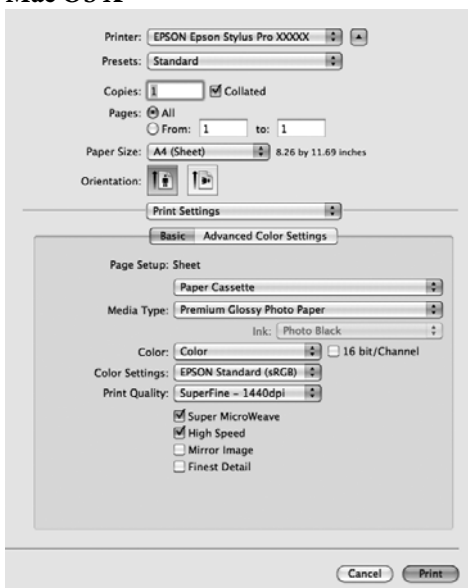 Mac OS X
Printer: EPSON Epson Stylus Pro XXXXX
Presets: Standard
Copies: 1 Collated
Pages: All
From: 1 to: 1
Paper Size: A4 (Sheet) 8.26 by 11.69 inches
Orientation:
Print Settings
Basic Advanced Color Settings
Page Setup: Sheet
Paper Cassette
Media Type: Premium Glossy Photo Paper
Ink: Photo Black
Color: Color 16 bit/Channel
Color Settings: EPSON Standard (sRGB)
Print Quality: SuperFine – 1440dpi
Super MicroWeave
High Speed
Mirror Image
Finest Detail
Cancel Print